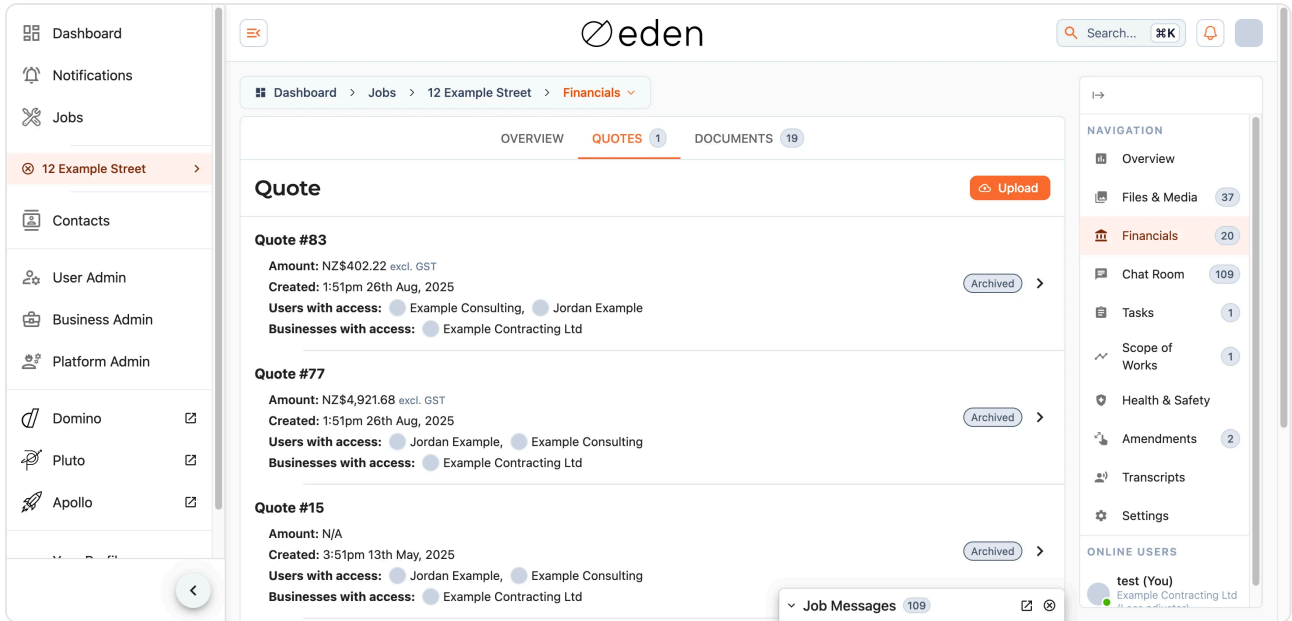 Dashboard
Notifications
Jobs
12 Example Street
Contacts
User Admin
Business Admin
Platform Admin
Domino
Pluto
Apollo
eden
Search... ⌘K
Dashboard > Jobs > 12 Example Street > Financials
OVERVIEW QUOTES 1 DOCUMENTS 19
Quote
Upload
Quote #83
Amount: NZ$402.22 excl. GST
Created: 1:51pm 26th Aug, 2025
Users with access: Example Consulting, Jordan Example
Businesses with access: Example Contracting Ltd
Archived
Quote #77
Amount: NZ$4,921.68 excl. GST
Created: 1:51pm 26th Aug, 2025
Users with access: Jordan Example, Example Consulting
Businesses with access: Example Contracting Ltd
Archived
Quote #15
Amount: N/A
Created: 3:51pm 13th May, 2025
Users with access: Jordan Example, Example Consulting
Businesses with access: Example Contracting Ltd
Archived
Job Messages 109
NAVIGATION
Overview
Files & Media 37
Financials 20
Chat Room 109
Tasks 1
Scope of
Works 1
Health & Safety
Amendments 2
Transcripts
Settings
ONLINE USERS
test (You)
Example Contracting Ltd